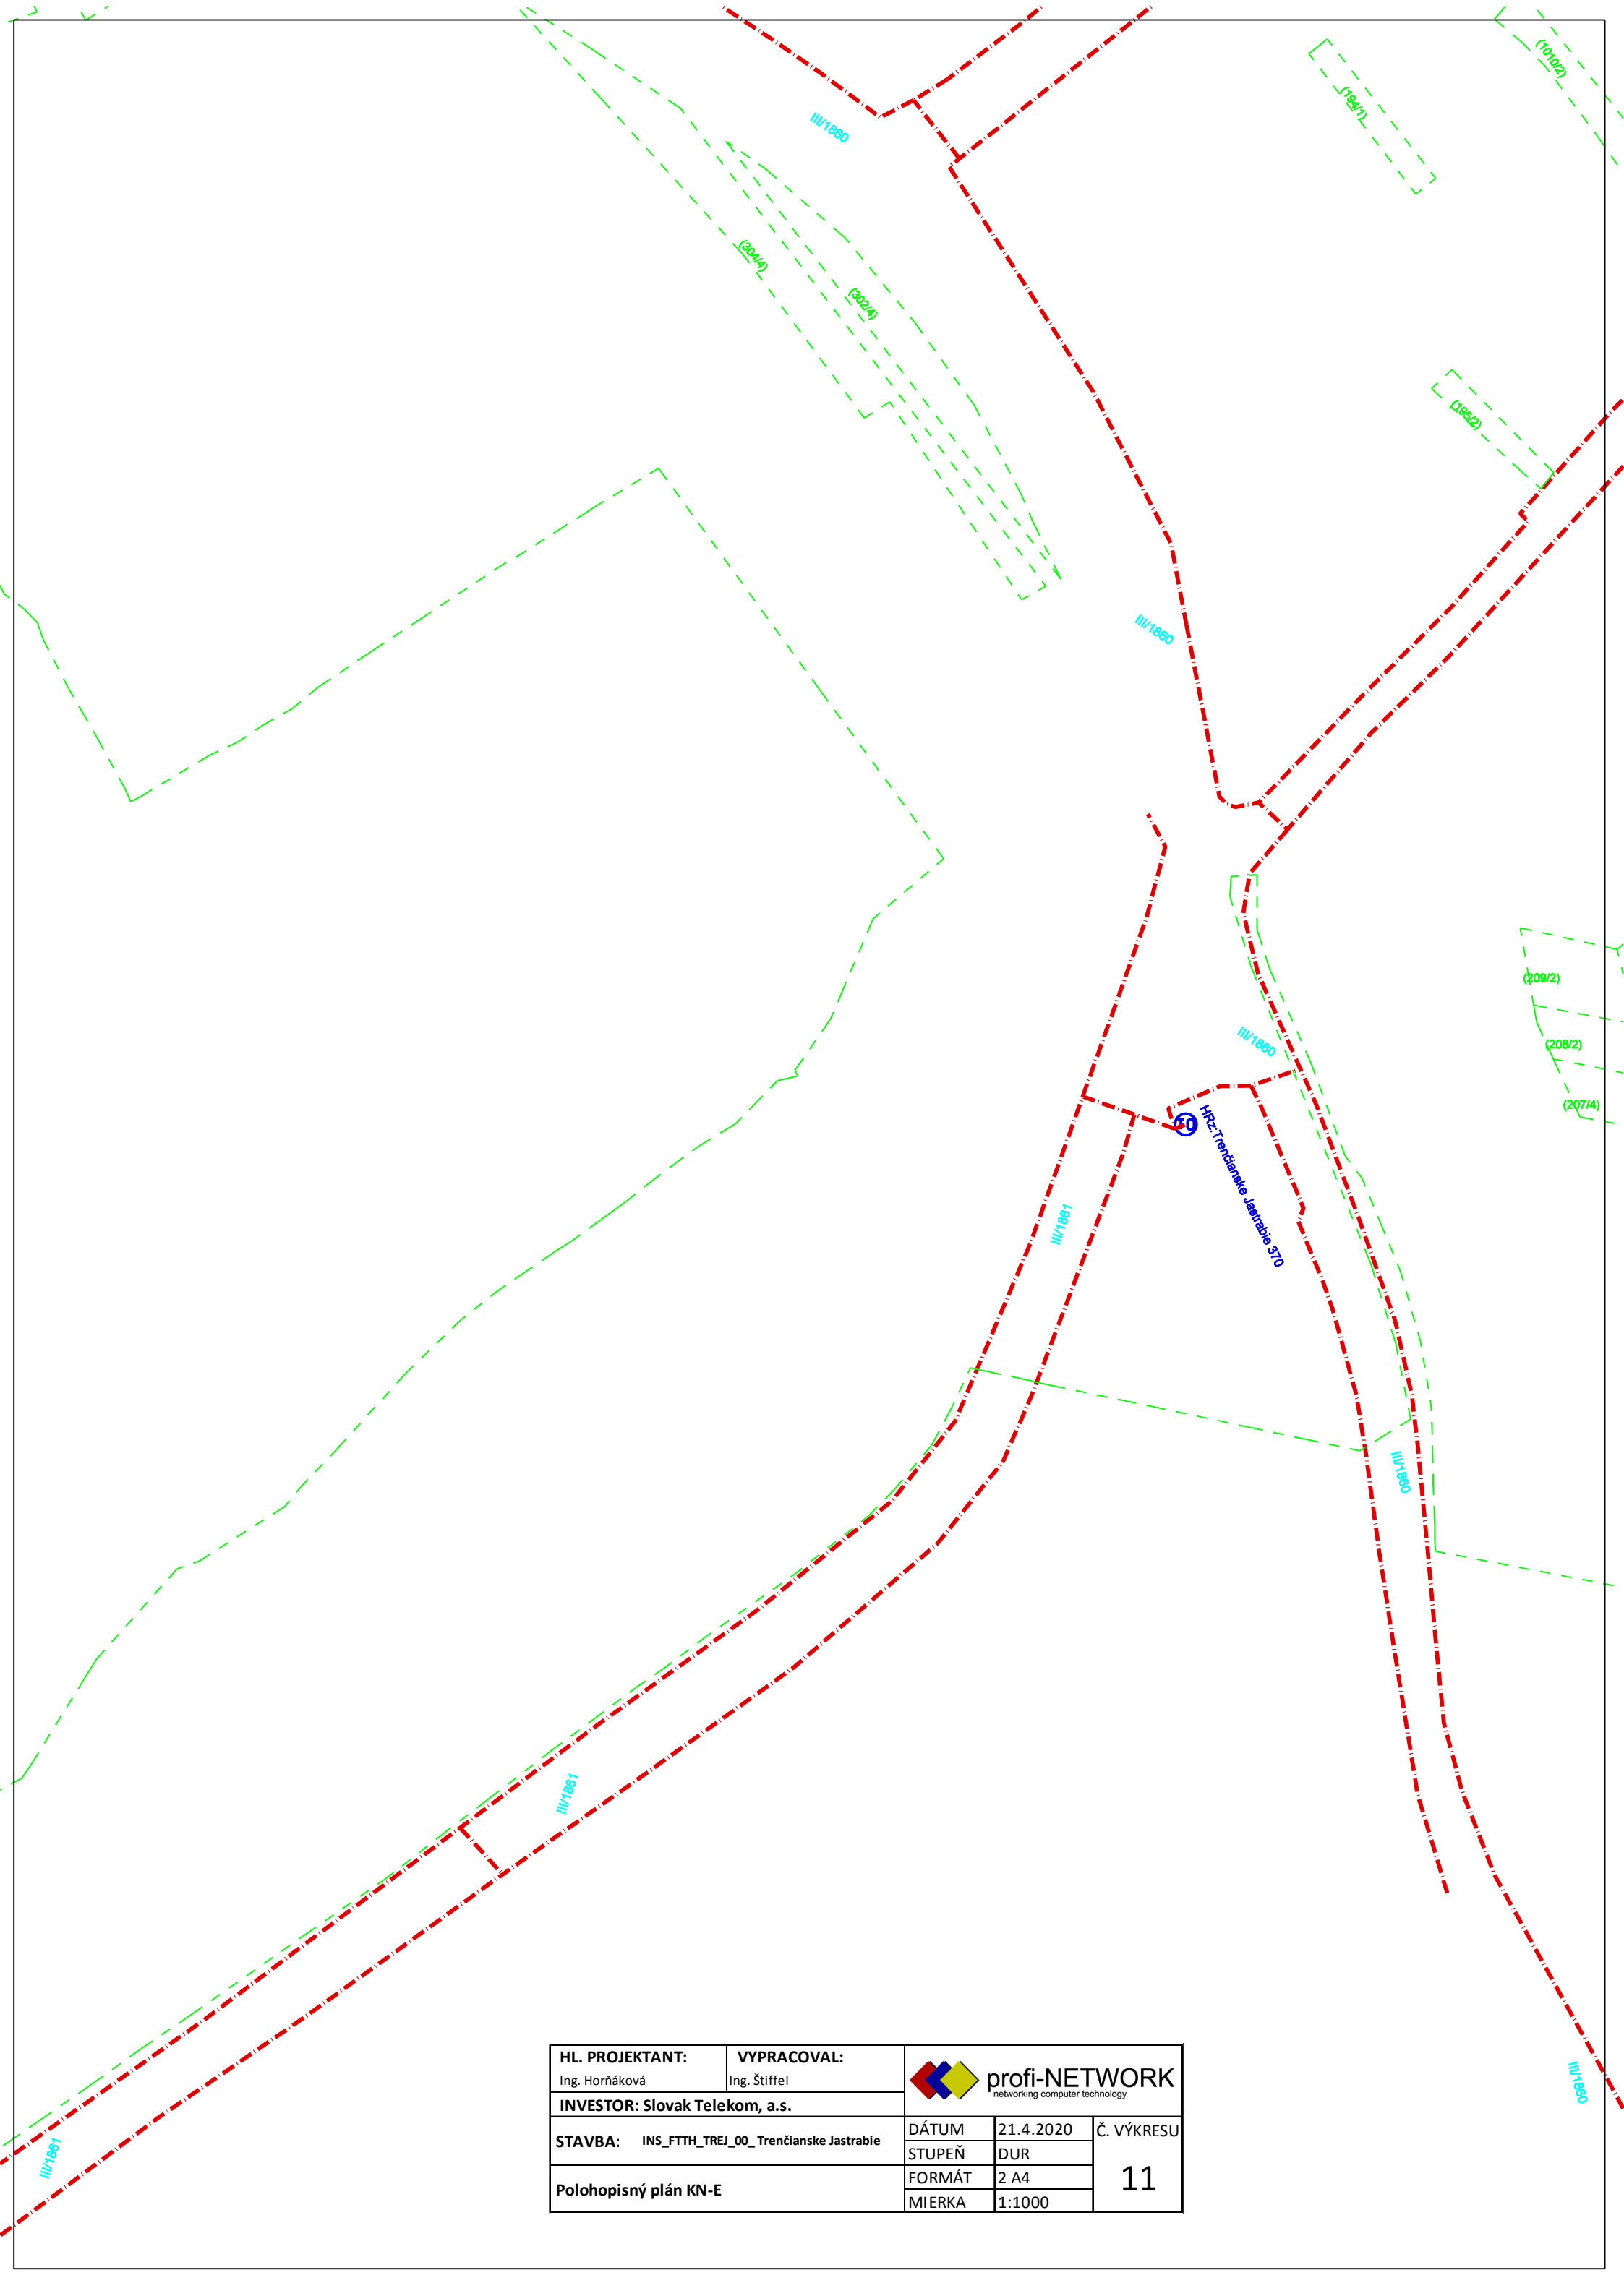 (1010/2)
(194/1)
III/1860
(304/4)
(302/4)
(195/2)
III/1860
(209/2)
III/1860
(208/2)
(207/4)
HRz.Trenčianske Jastrabie 370
III/1861
III/1860
III/1861
III/1860
III/1861
HL. PROJEKTANT: VYPRACOVAL:
Ing. Horňáková Ing. Štiffel
profi-NETWORK
networking computer technology
INVESTOR: Slovak Telekom, a.s.
STAVBA: INS_FTTH_TREJ_00_ Trenčianske Jastrabie
DÁTUM 21.4.2020 Č. VÝKRESU
STUPEŇ DUR
Polohopisný plán KN-E
FORMÁT 2 A4
11
MIERKA 1:1000